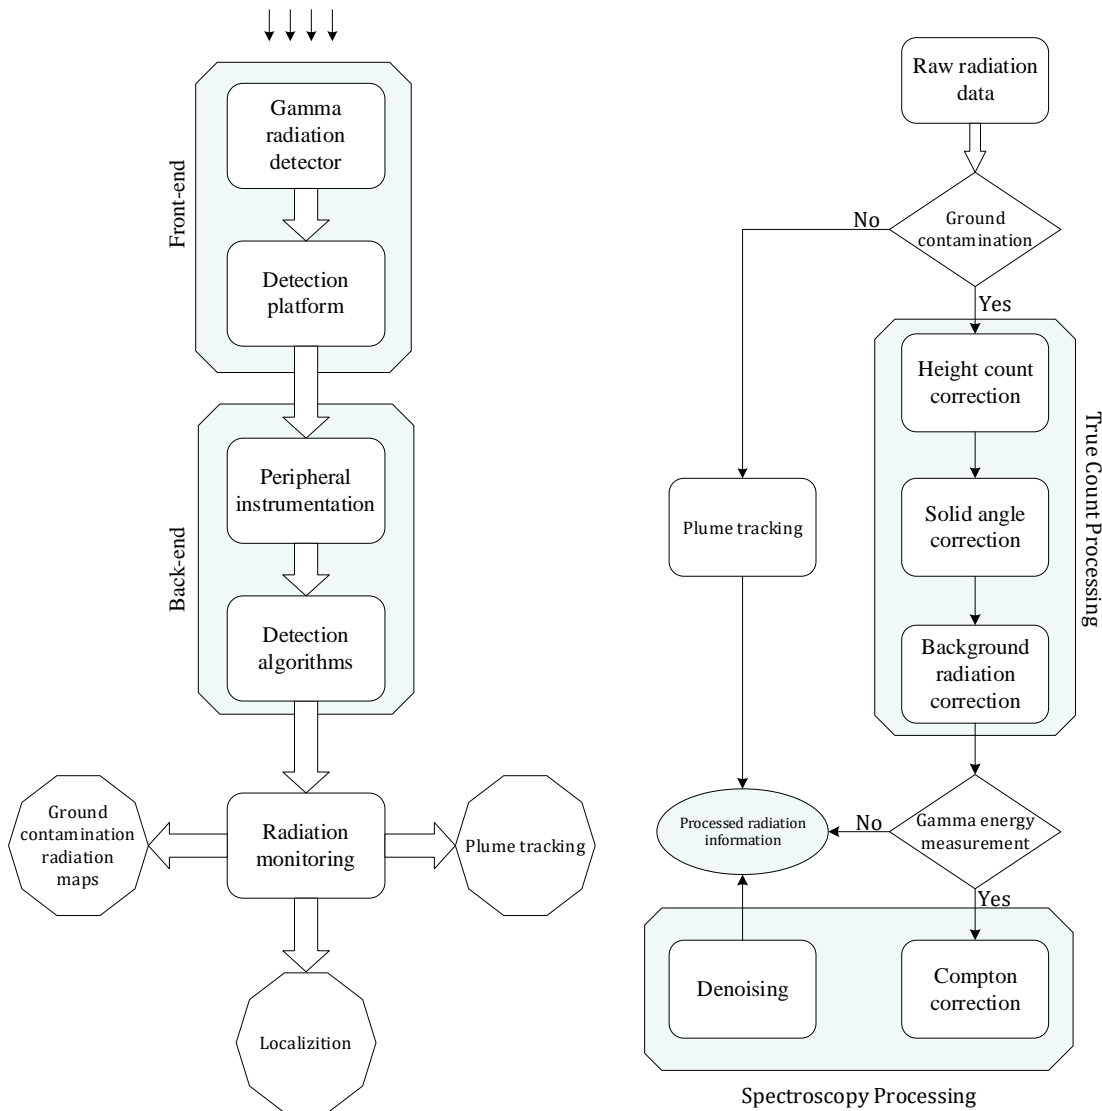 Front-end
Gamma
radiation
detector
Detection
platform
Back-end
Peripheral
instrumentation
Detection
algorithms
Radiation
monitoring
Ground
contamination
radiation
maps
Plume tracking
Localizition
Raw radiation
data
Ground
contamination
No
Yes
True Count Processing
Height count
correction
Solid angle
correction
Background
radiation
correction
Plume tracking
Processed radiation
information
No
Gamma energy
measurement
Yes
Denoising
Compton
correction
Spectroscopy Processing